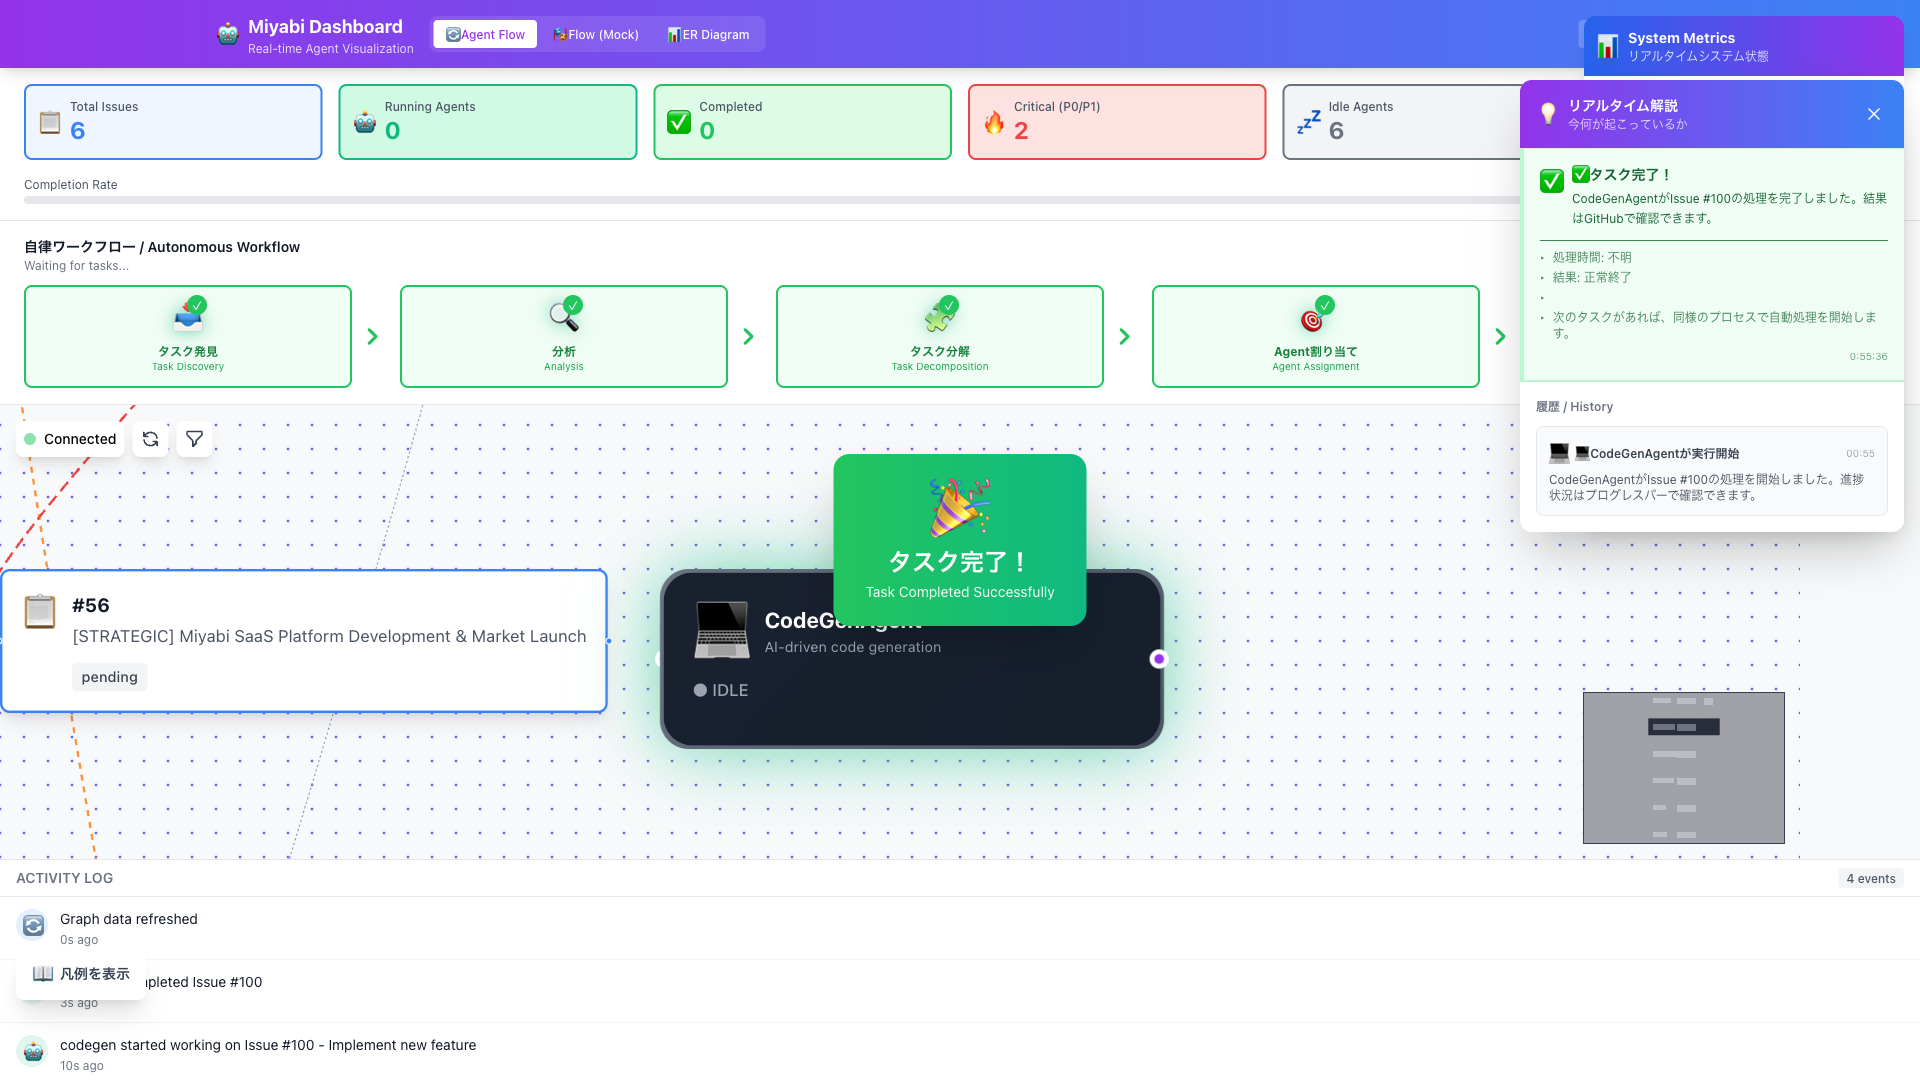 Miyabi Dashboard
Real-time Agent Visualization
Agent Flow
Flow (Mock)
ER Diagram
System Metrics
リアルタイムシステム状態
Total Issues
6
Running Agents
0
Completed
0
Critical (P0/P1)
2
Idle Agents
6
Completion Rate
リアルタイム解説
今何が起こっているか
タスク完了！
CodeGenAgentがIssue #100の処理を完了しました。結果
はGitHubで確認できます。
処理時間: 不明
結果: 正常終了
次のタスクがあれば、同様のプロセスで自動処理を開始しま
す。
0:55:36
履歴 / History
CodeGenAgentが実行開始
00:55
CodeGenAgentがIssue #100の処理を開始しました。進捗
状況はプログレスバーで確認できます。
自律ワークフロー / Autonomous Workflow
Waiting for tasks...
タスク発見
Task Discovery
分析
Analysis
タスク分解
Task Decomposition
Agent割り当て
Agent Assignment
Connected
タスク完了！
Task Completed Successfully
#56
[STRATEGIC] Miyabi SaaS Platform Development & Market Launch
pending
CodeGenAgent
AI-driven code generation
IDLE
ACTIVITY LOG
4 events
Graph data refreshed
0s ago
凡例を表示
pleted Issue #100
3s ago
codegen started working on Issue #100 - Implement new feature
10s ago